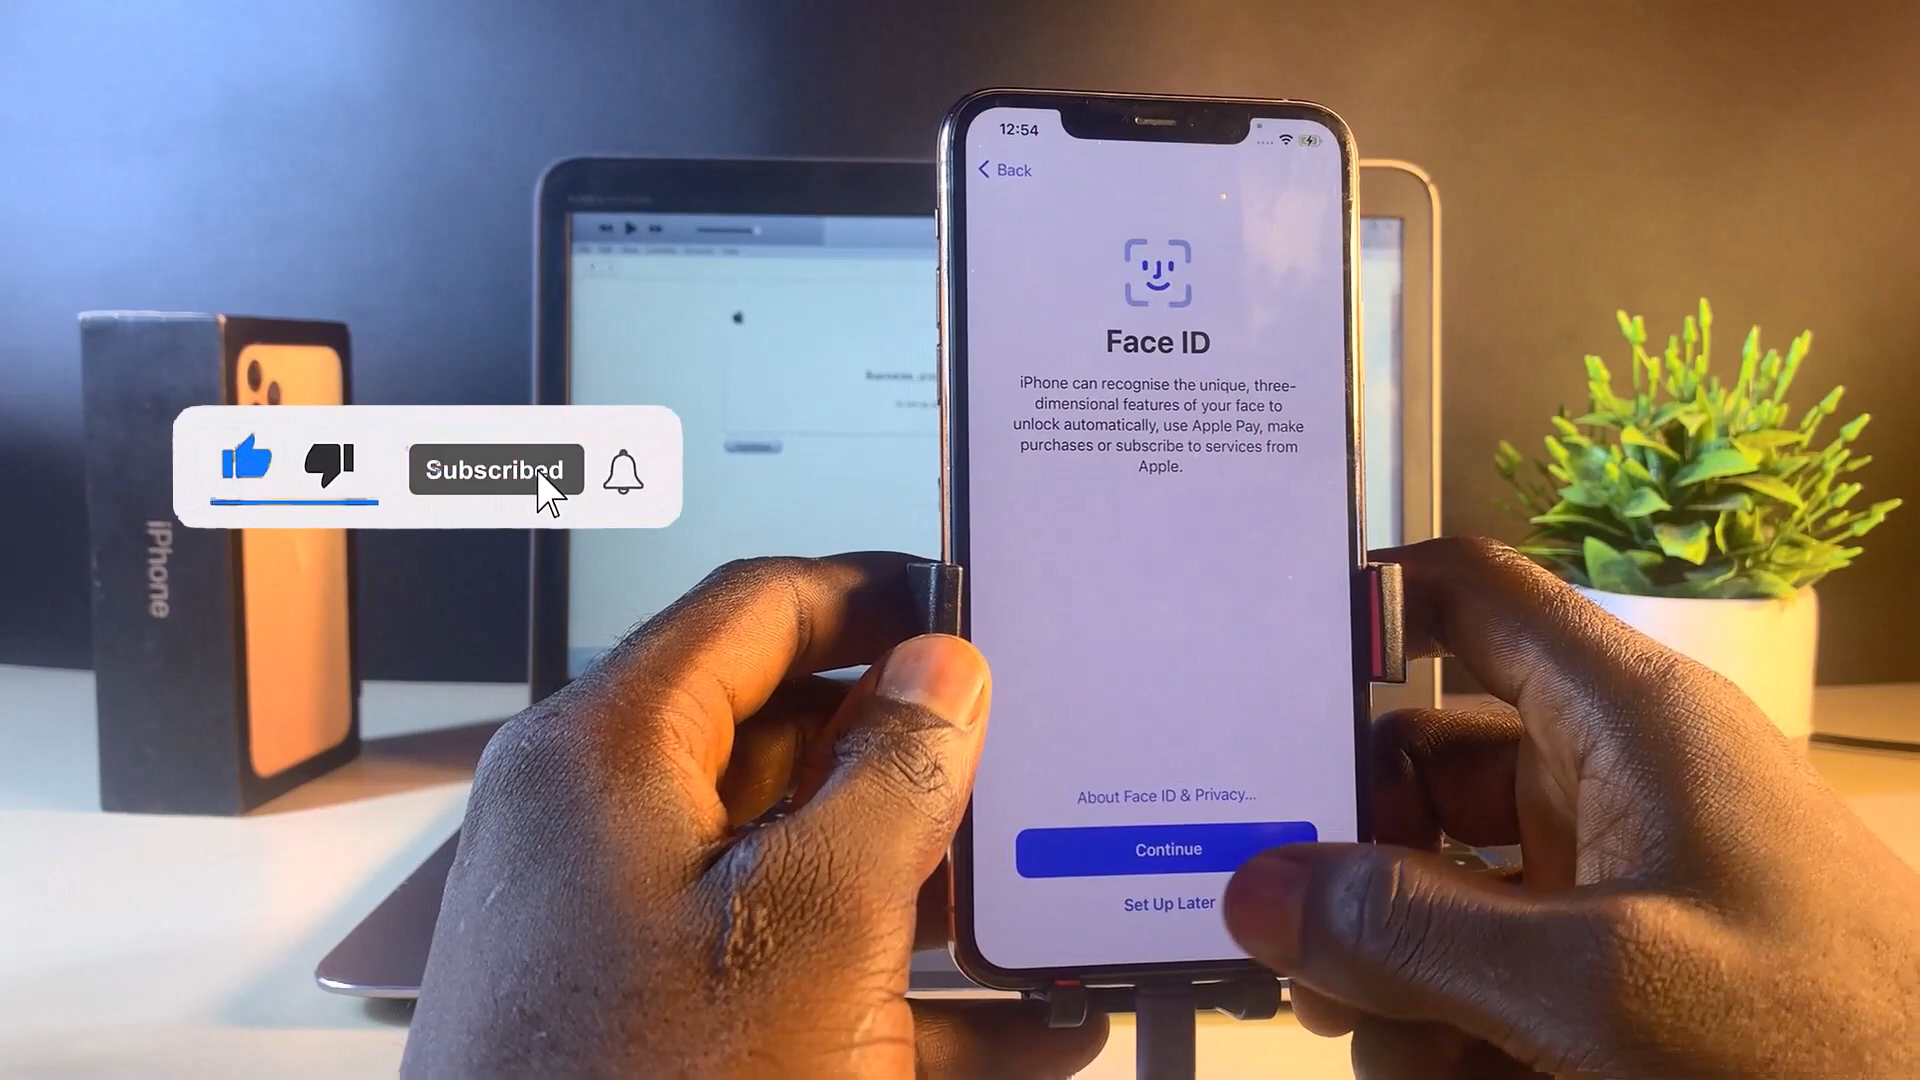 12:54
Back
Face ID
iPhone can recognise the unique, three-
dimensional features of your face to
unlock automatically, use Apple Pay, make
purchases or subscribe to services from
Apple.
About Face ID & Privacy...
Continue
Set Up Later
Subscribed
iPhone